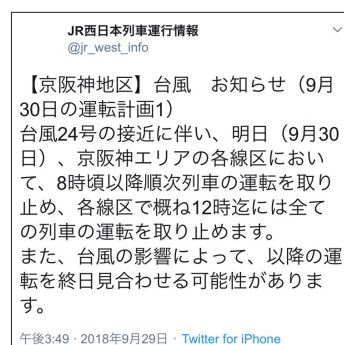 JR西日本列車運行情報
@jr_west_info
【京阪神地区】台風　お知らせ（9月
30日の運転計画1）
台風24号の接近に伴い、明日（9月30
日）、京阪神エリアの各線区におい
て、8時頃以降順次列車の運転を取り
止め、各線区で概ね12時迄には全て
の列車の運転を取り止めます。
また、台風の影響によって、以降の運
転を終日見合わせる可能性がありま
す。
午後3:49 · 2018年9月29日 · Twitter for iPhone